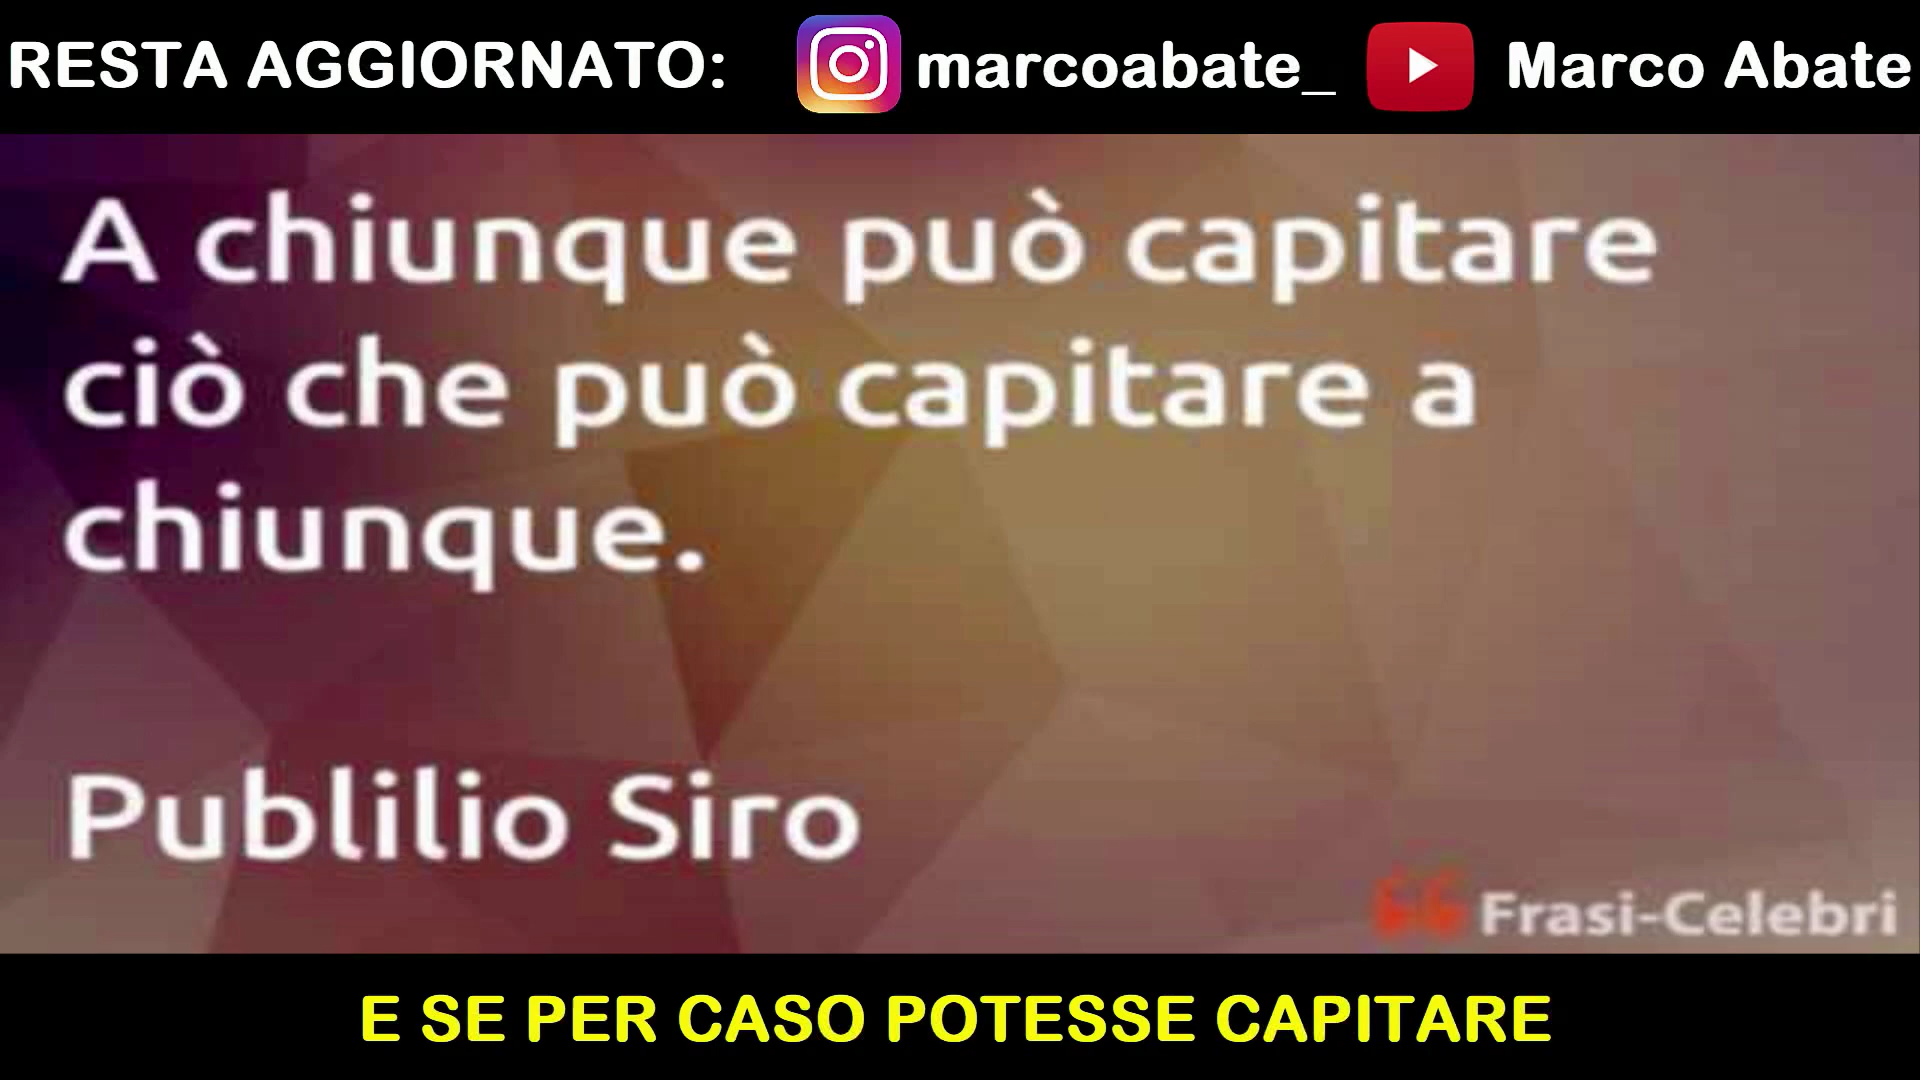 RESTA AGGIORNATO: marcoabate_ Marco Abate
A chiunque può capitare
ciò che può capitare a
chiunque.
Publilio Siro
Frasi-Celebri
E SE PER CASO POTESSE CAPITARE